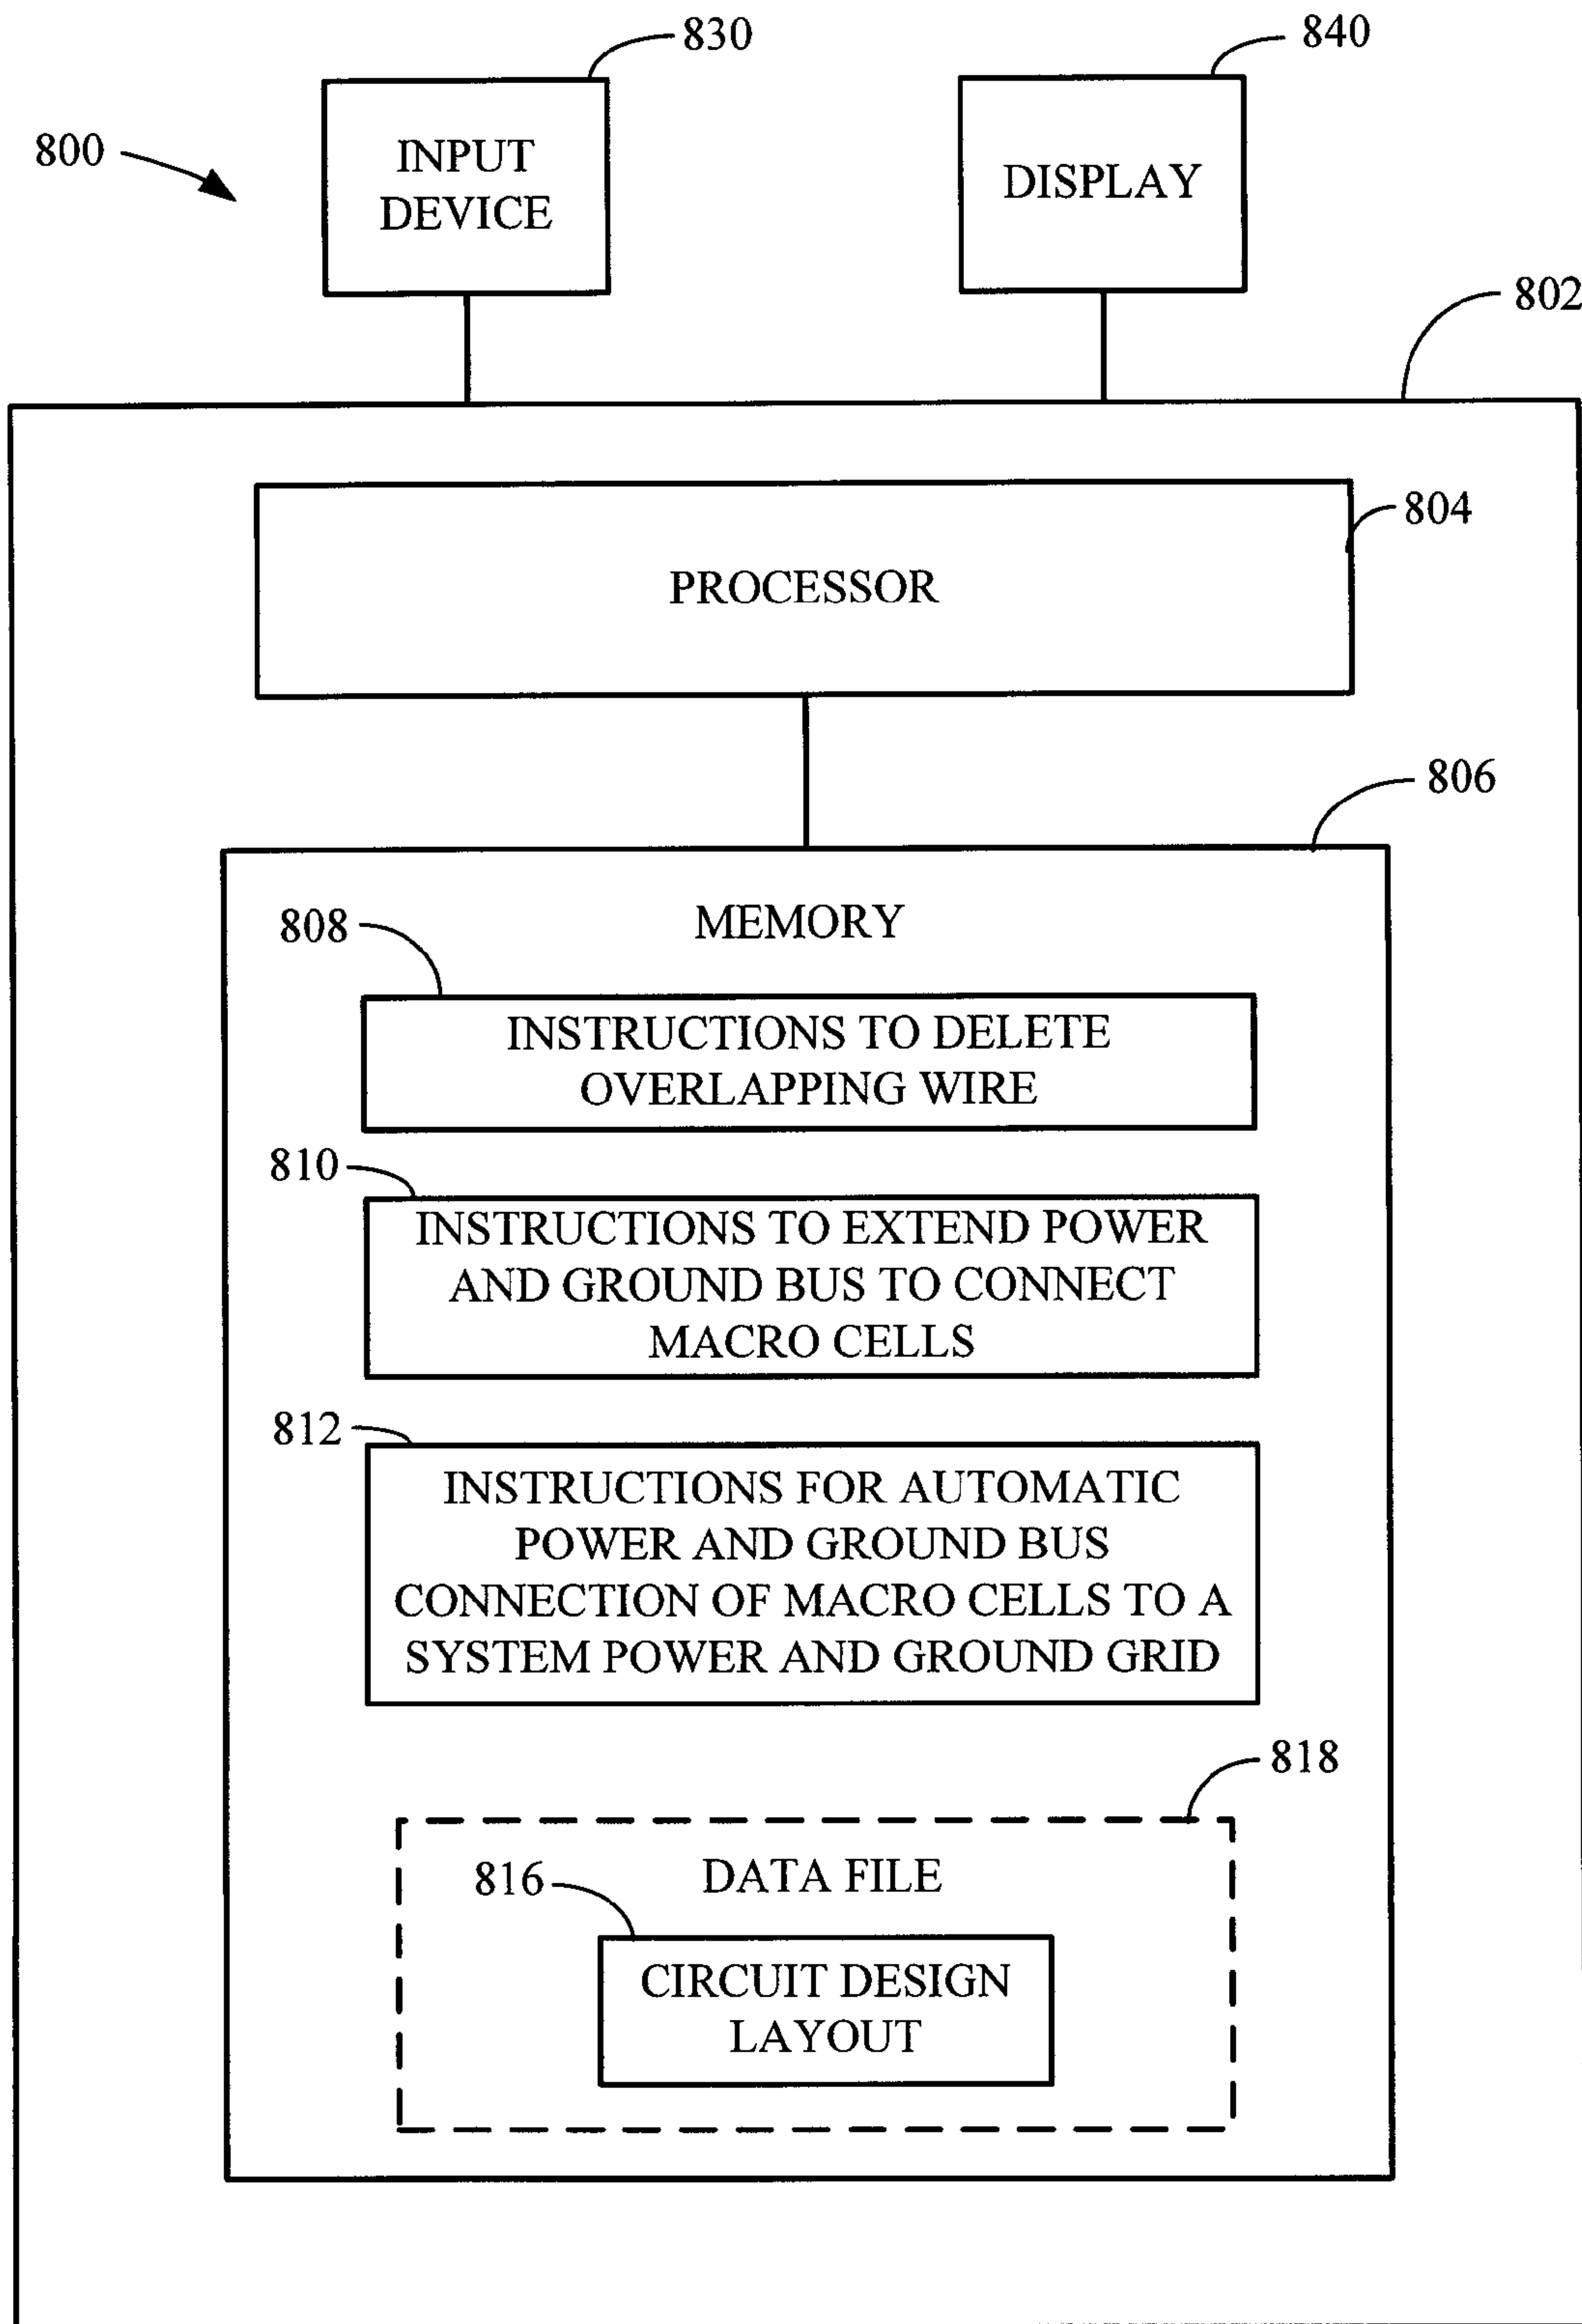 830
840
800
INPUT
DEVICE
DISPLAY
802
804
PROCESSOR
806
MEMORY
808
INSTRUCTIONS TO DELETE
OVERLAPPING WIRE
810
INSTRUCTIONS TO EXTEND POWER
AND GROUND BUS TO CONNECT
MACRO CELLS
812
INSTRUCTIONS FOR AUTOMATIC
POWER AND GROUND BUS
CONNECTION OF MACRO CELLS TO A
SYSTEM POWER AND GROUND GRID
818
DATA FILE
816
CIRCUIT DESIGN
LAYOUT